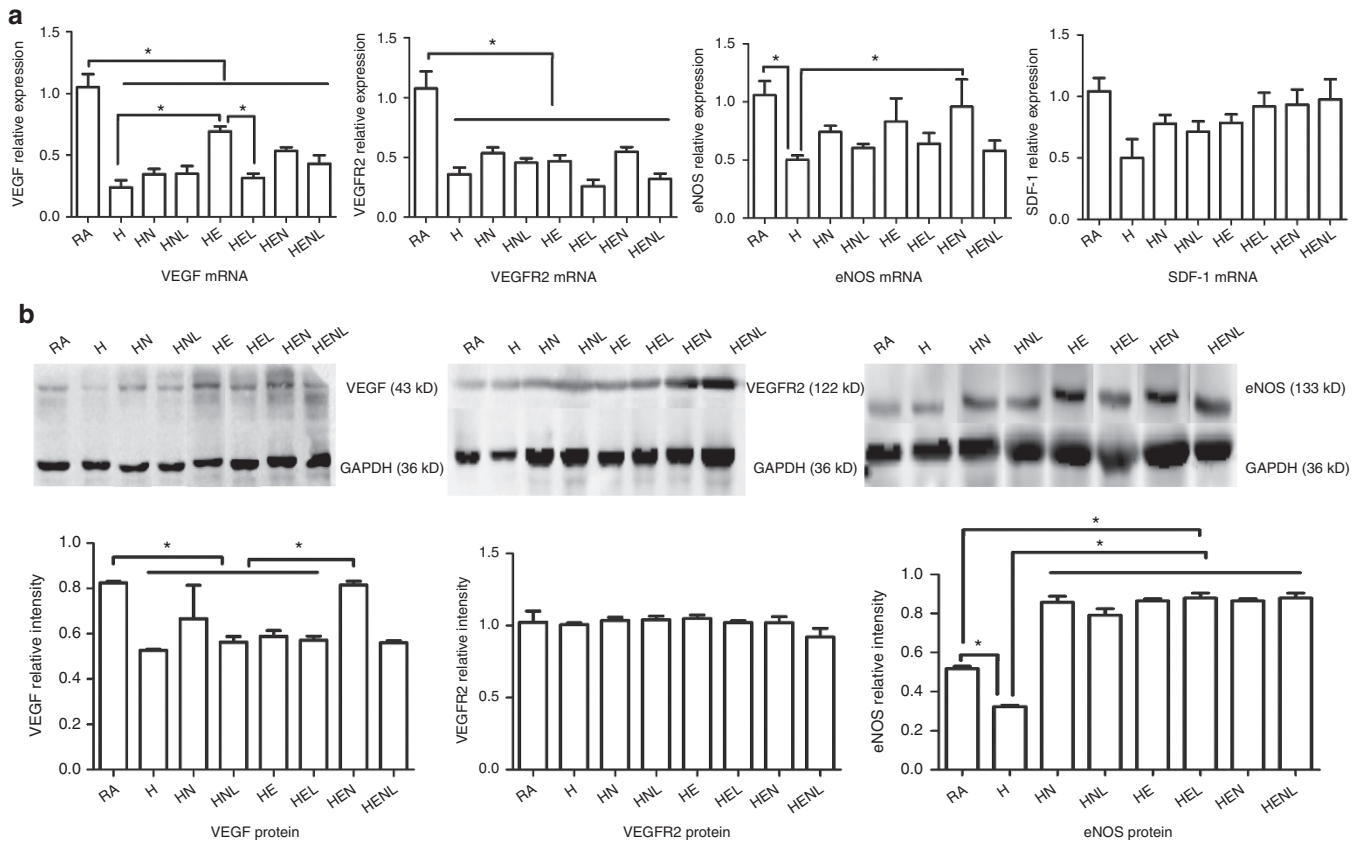 a
VEGF relative expression
1.5
1.0
0.5
0.0
*
*
*
RA H HN HNL HE HEL HEN HENL
VEGF mRNA
VEGFR2 relative expression
1.5
1.0
0.5
0.0
*
RA H HN HNL HE HEL HEN HENL
VEGFR2 mRNA
eNOS relative expression
1.5
1.0
0.5
0.0
*
*
RA H HN HNL HE HEL HEN HENL
eNOS mRNA
SDF-1 relative expression
1.5
1.0
0.5
0.0
RA H HN HNL HE HEL HEN HENL
SDF-1 mRNA
b
RA H HN HNL HE HEL HEN HENL
VEGF (43 kD)
GAPDH (36 kD)
RA H HN HNL HE HEL HEN HENL
VEGFR2 (122 kD)
GAPDH (36 kD)
RA H HN HNL HE HEL HEN HENL
eNOS (133 kD)
GAPDH (36 kD)
VEGF relative intensity
1.0
0.8
0.6
0.4
0.2
0.0
*
*
RA H HN HNL HE HEL HEN HENL
VEGF protein
VEGFR2 relative intensity
1.5
1.0
0.5
0.0
RA H HN HNL HE HEL HEN HENL
VEGFR2 protein
eNOS relative intensity
1.0
0.8
0.6
0.4
0.2
0.0
*
*
*
RA H HN HNL HE HEL HEN HENL
eNOS protein